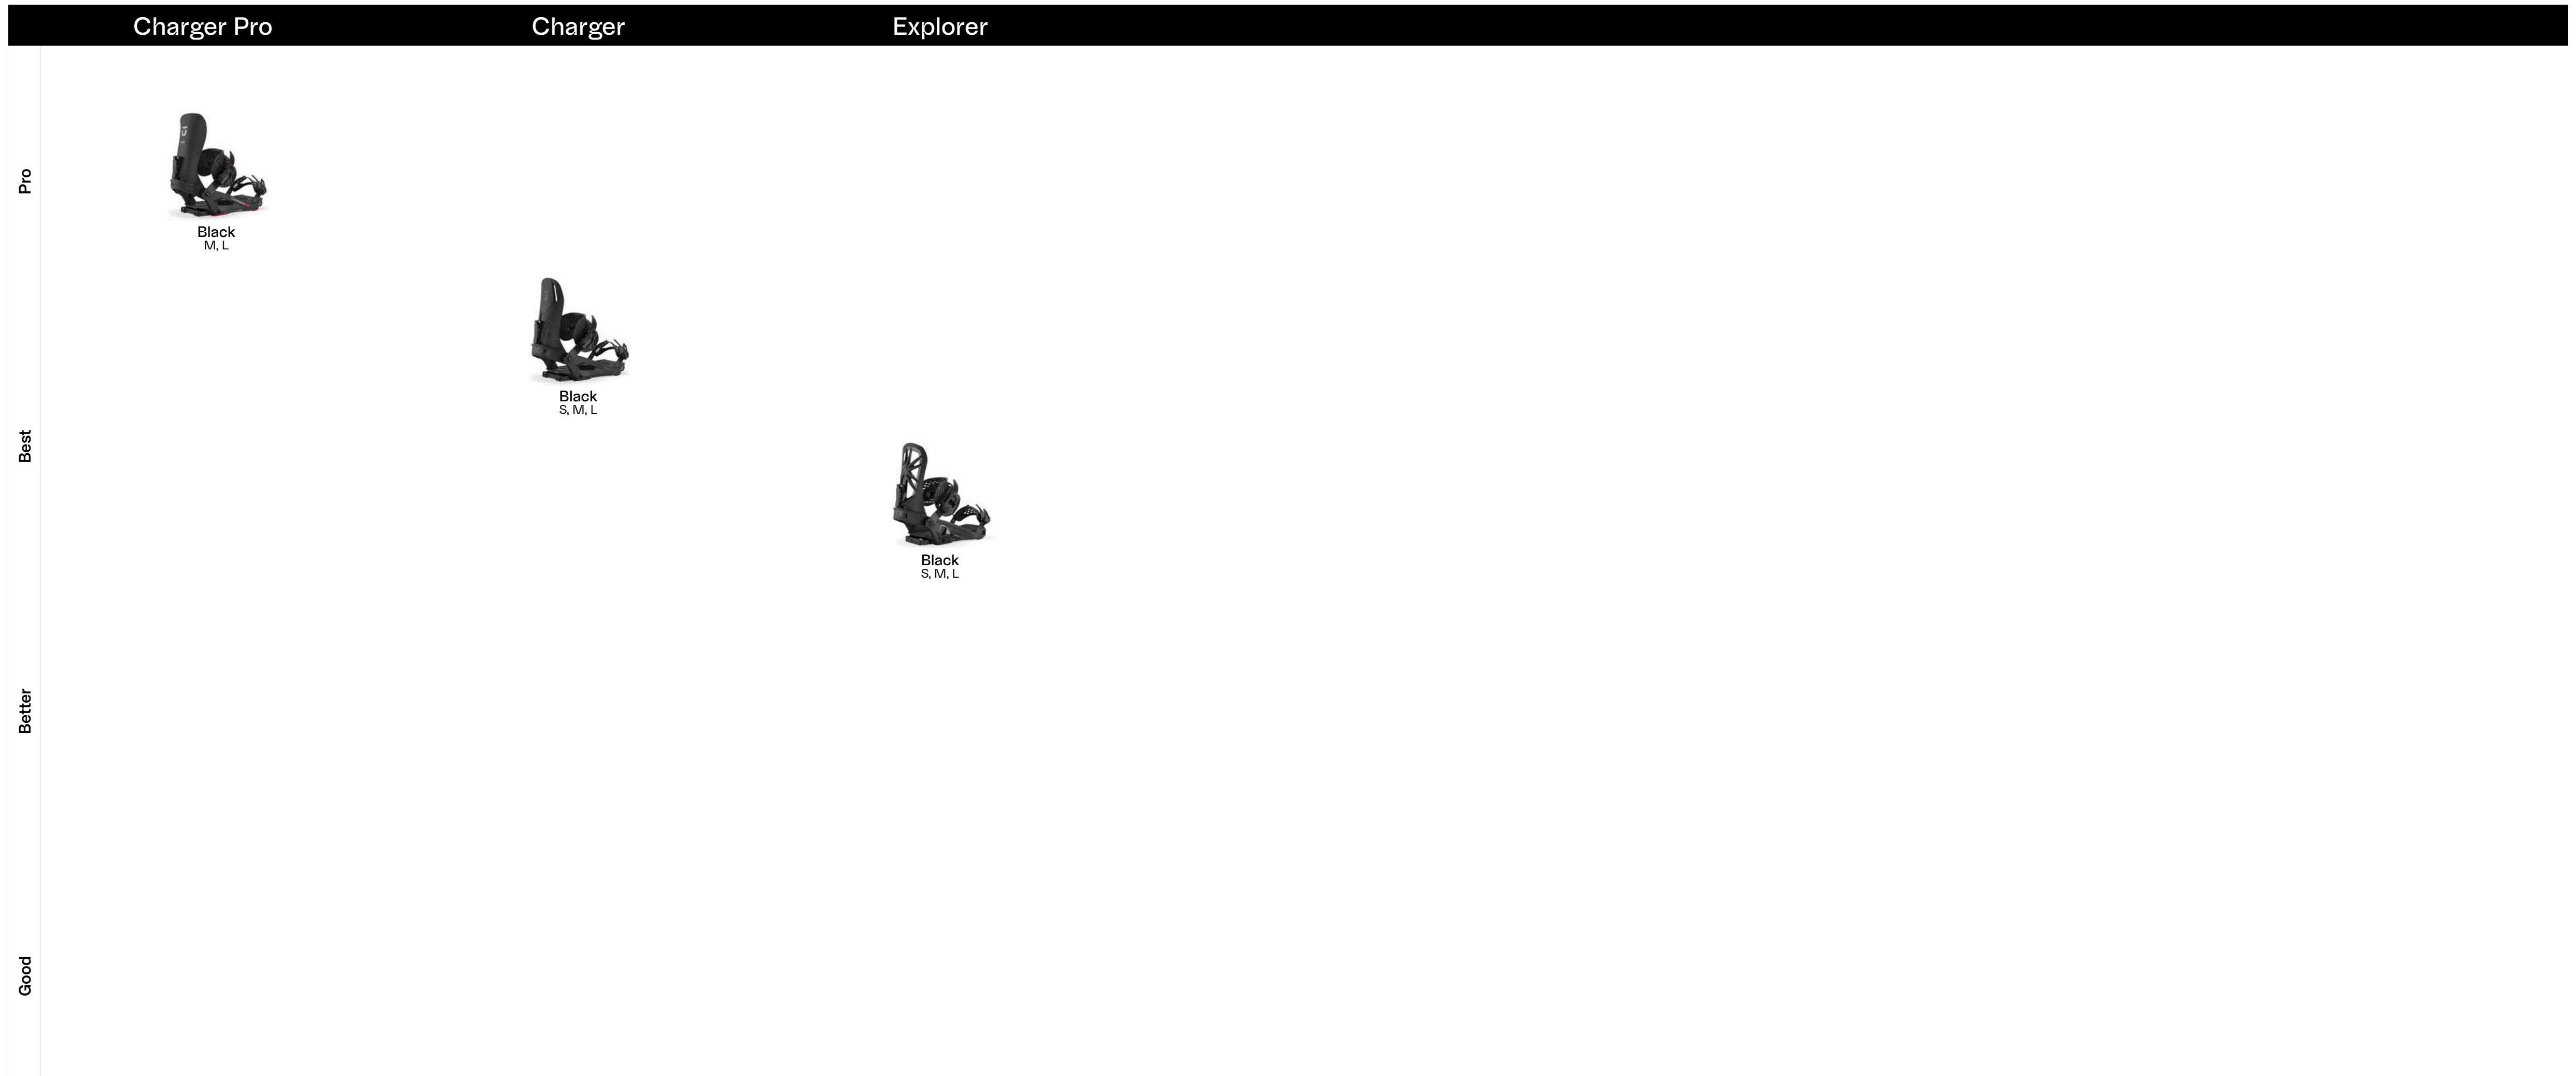 Charger Pro
Charger
Explorer
Pro
Black
M, L
Black
S, M, L
Best
Black
S, M, L
Better
Good